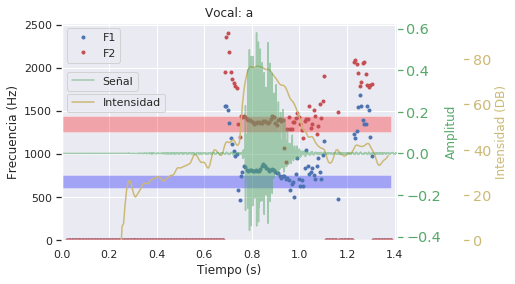 Vocal: a
F1
F2
Señal
Intensidad
Frecuencia (Hz)
2500
2000
1500
1000
500
0
0.0 0.2 0.4 0.6 0.8 1.0 1.2 1.4
Tiempo (s)
0.6
0.4
0.2
0.0
−0.2
−0.4
Amplitud
80
60
40
20
0
Intensidad (DB)